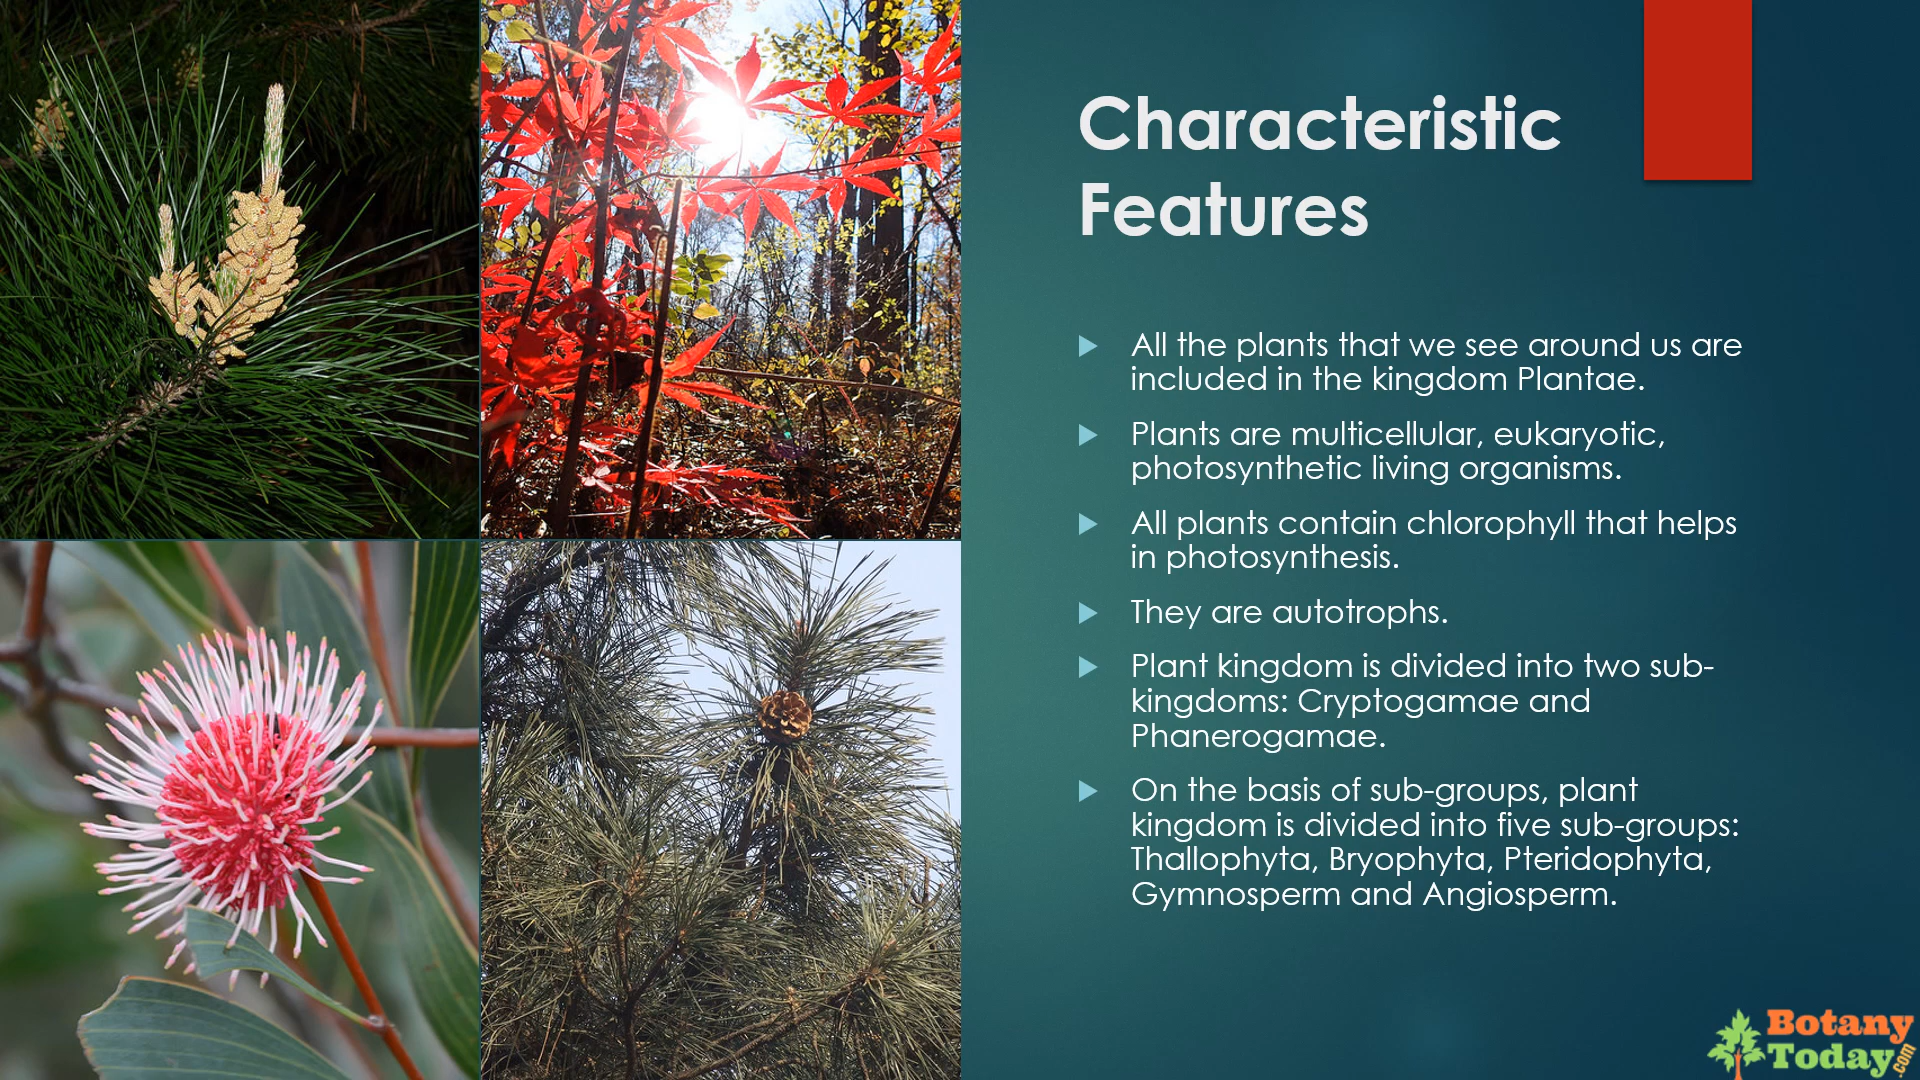 Characteristic
Features
All the plants that we see around us are
included in the kingdom Plantae.
Plants are multicellular, eukaryotic,
photosynthetic living organisms.
All plants contain chlorophyll that helps
in photosynthesis.
They are autotrophs.
Plant kingdom is divided into two sub-
kingdoms: Cryptogamae and
Phanerogamae.
On the basis of sub-groups, plant
kingdom is divided into five sub-groups:
Thallophyta, Bryophyta, Pteridophyta,
Gymnosperm and Angiosperm.
Botany
Today.com